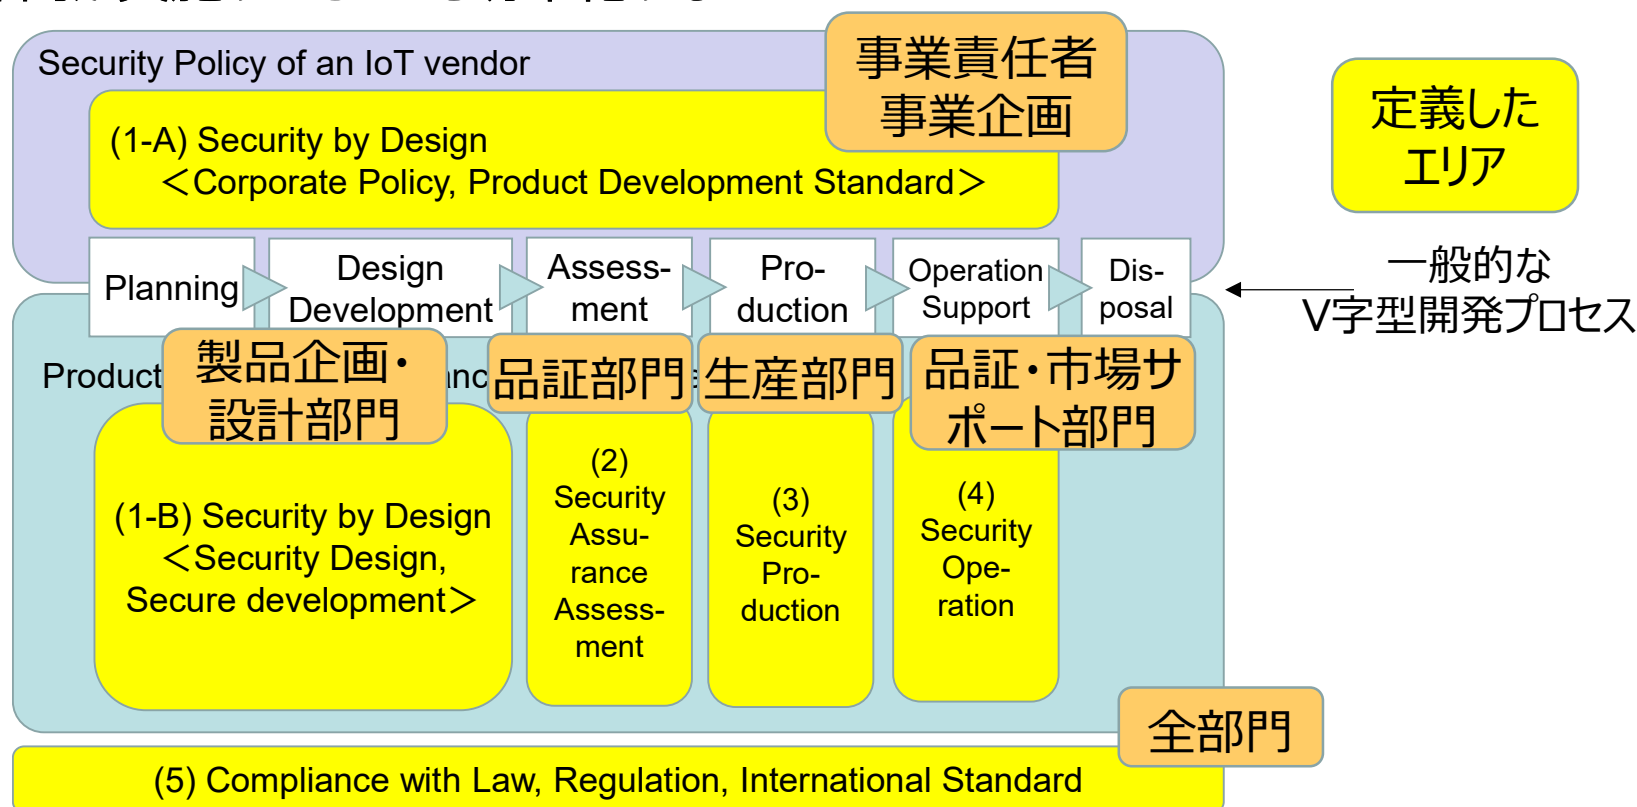 Security Policy of an IoT vendor
事業責任者
事業企画
(1-A) Security by Design
＜Corporate Policy, Product Development Standard＞
定義した
エリア
Planning
Design
Development
Assess-
ment
Pro-
duction
Operation
Support
Dis-
posal
一般的な
V字型開発プロセス
Product
製品企画・
設計部門
品証部門
生産部門
品証・市場サ
ポート部門
(1-B) Security by Design
＜Security Design,
Secure development＞
(2)
Security
Assu-
rance
Assess-
ment
(3)
Security
Pro-
duction
(4)
Security
Ope-
ration
全部門
(5) Compliance with Law, Regulation, International Standard